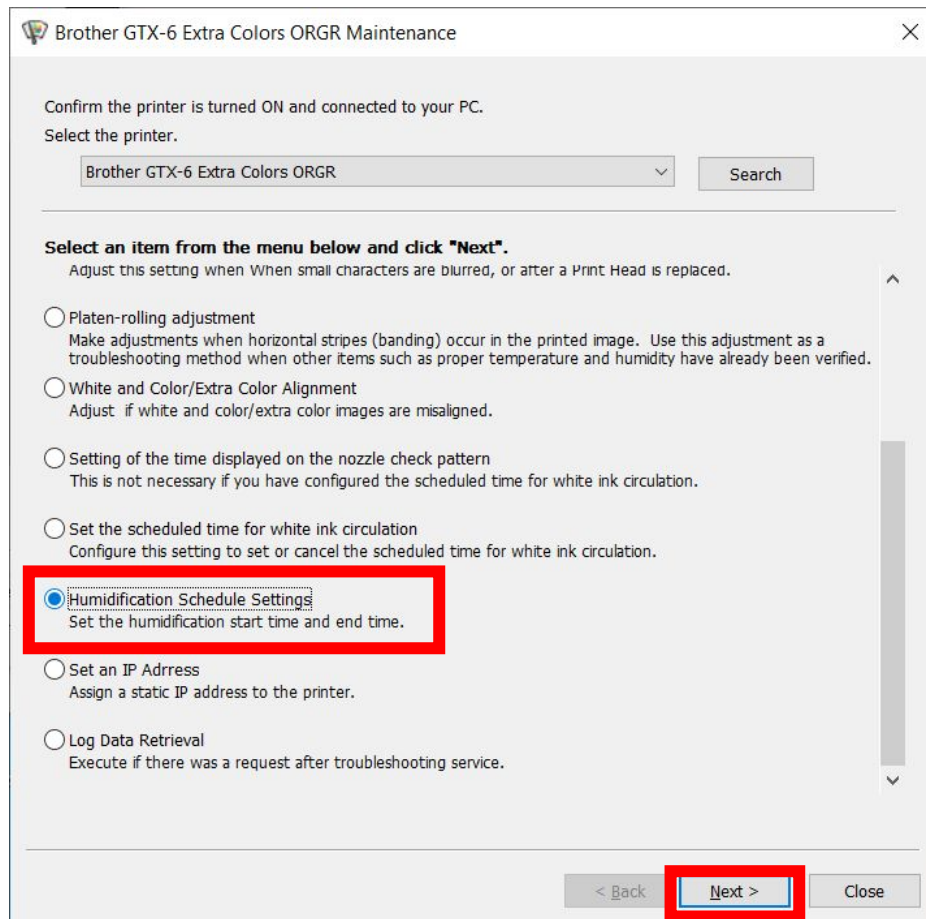 Brother GTX-6 Extra Colors ORGR Maintenance
Confirm the printer is turned ON and connected to your PC.
Select the printer.
Brother GTX-6 Extra Colors ORGR
Search
Select an item from the menu below and click "Next".
Adjust this setting when When small characters are blurred, or after a Print Head is replaced.
Platen-rolling adjustment
Make adjustments when horizontal stripes (banding) occur in the printed image. Use this adjustment as a
troubleshooting method when other items such as proper temperature and humidity have already been verified.
White and Color/Extra Color Alignment
Adjust if white and color/extra color images are misaligned.
Setting of the time displayed on the nozzle check pattern
This is not necessary if you have configured the scheduled time for white ink circulation.
Set the scheduled time for white ink circulation
Configure this setting to set or cancel the scheduled time for white ink circulation.
Humidification Schedule Settings
Set the humidification start time and end time.
Set an IP Adrress
Assign a static IP address to the printer.
Log Data Retrieval
Execute if there was a request after troubleshooting service.
< Back
Next >
Close